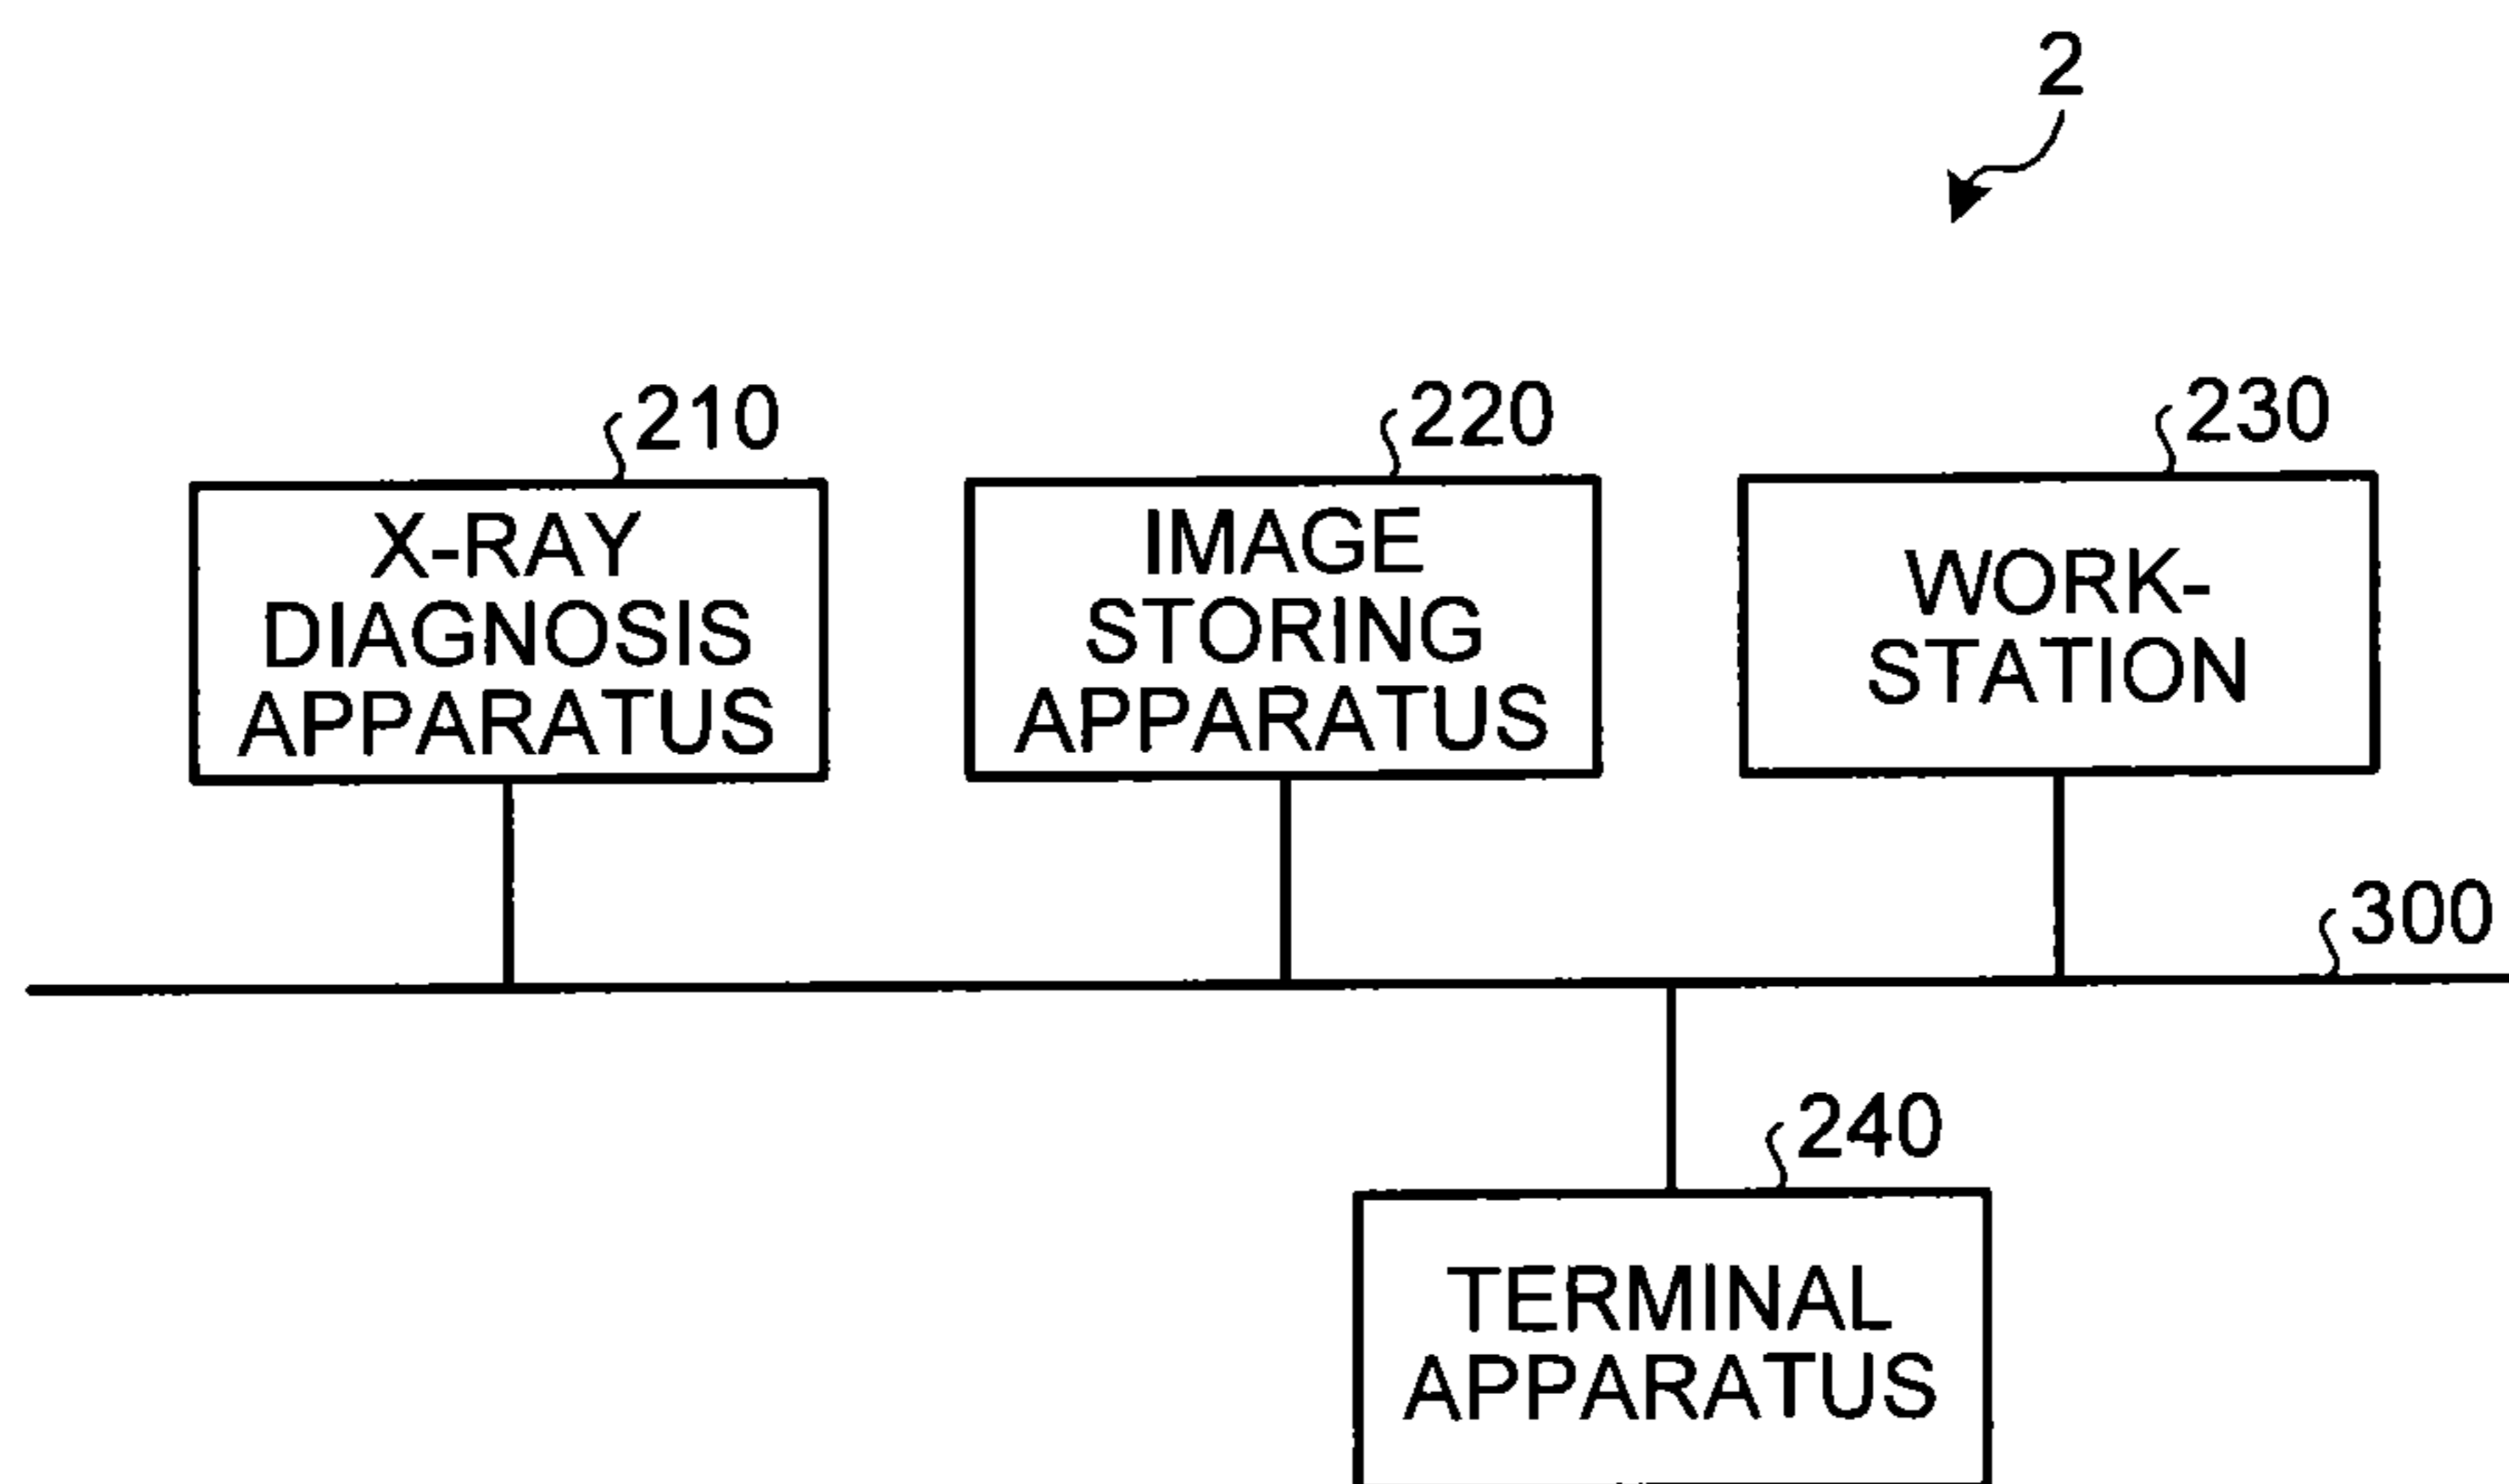 2
210
220
230
X-RAY
DIAGNOSIS
APPARATUS
IMAGE
STORING
APPARATUS
WORK-
STATION
300
240
TERMINAL
APPARATUS